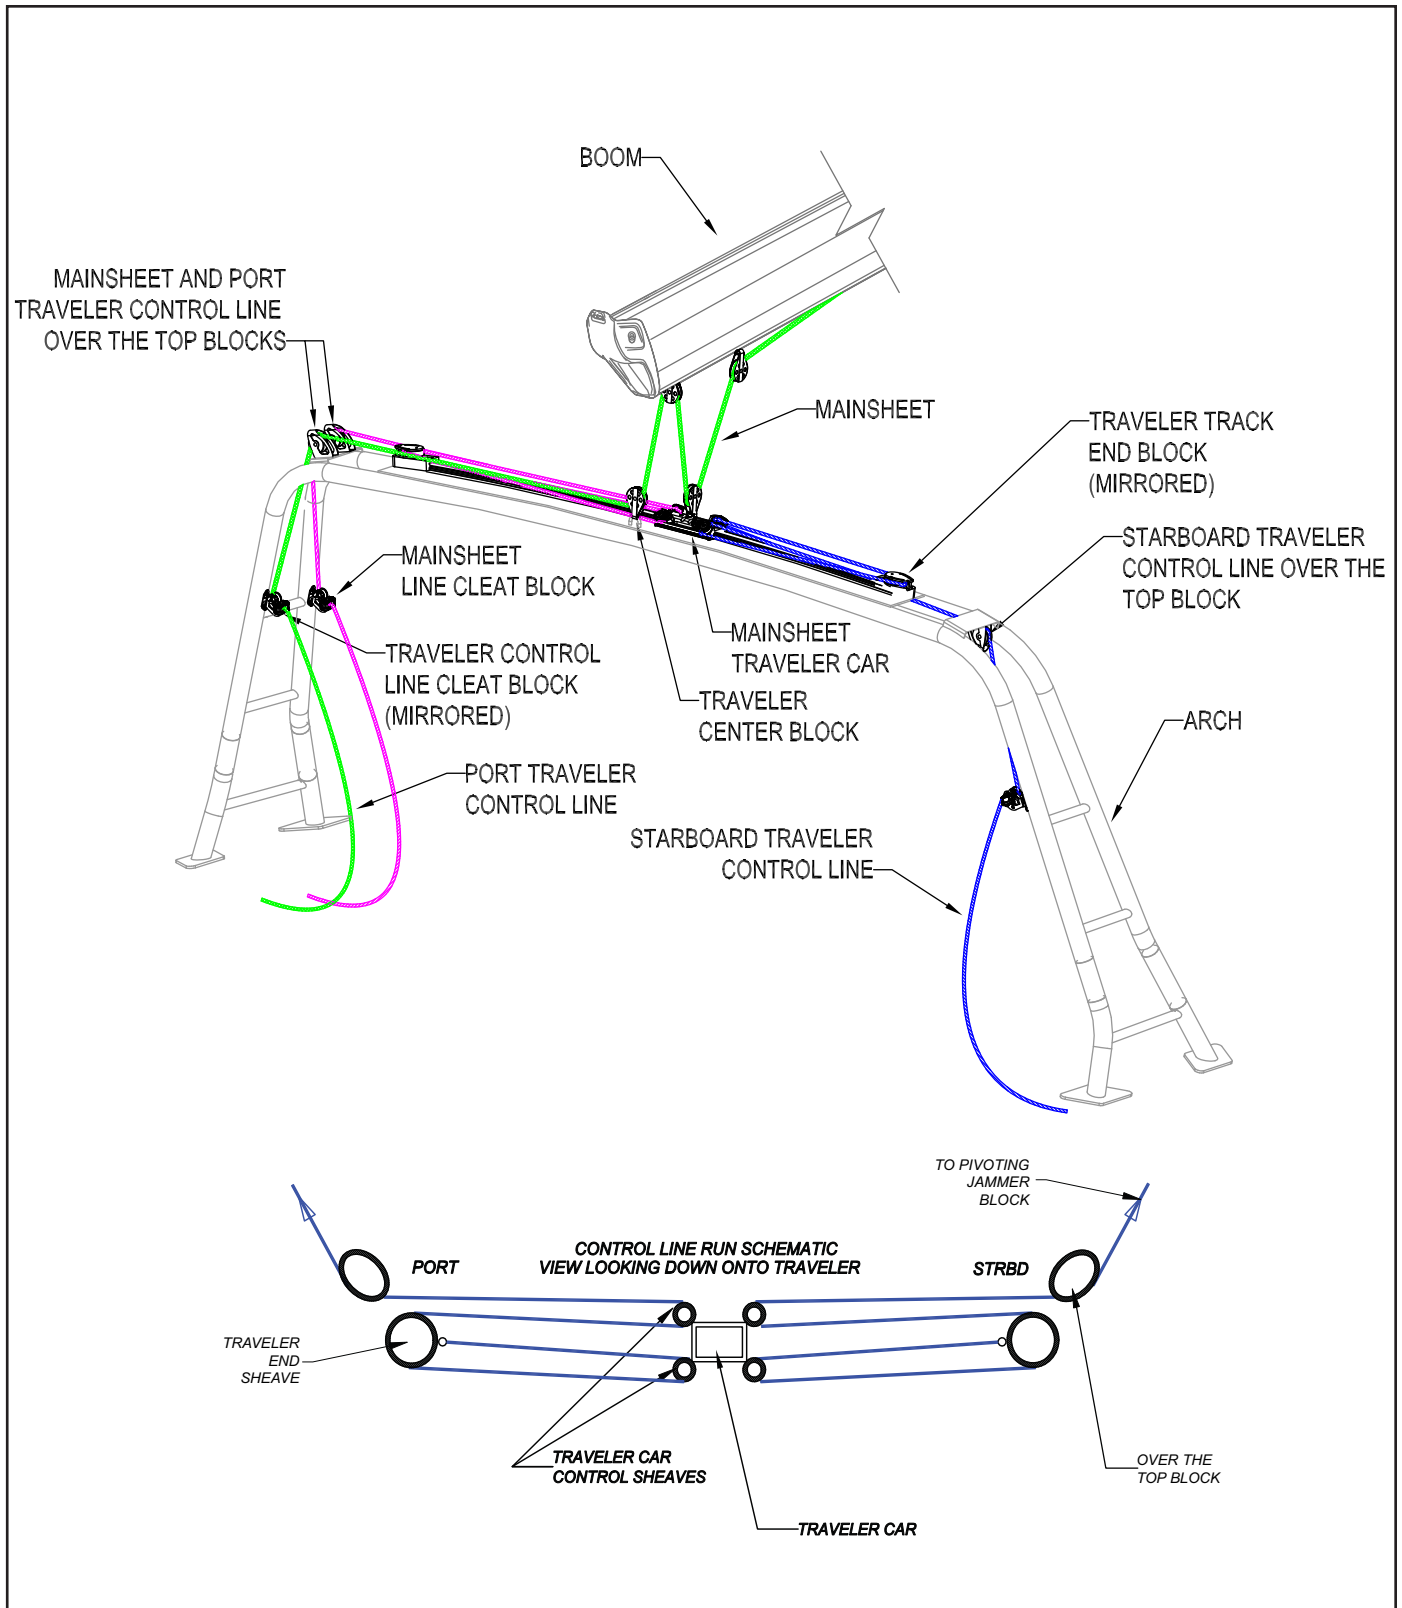 BOOM
MAINSHEET AND PORT
TRAVELER CONTROL LINE
OVER THE TOP BLOCKS
MAINSHEET
TRAVELER TRACK
END BLOCK
(MIRRORED)
STARBOARD TRAVELER
CONTROL LINE OVER THE
TOP BLOCK
MAINSHEET
LINE CLEAT BLOCK
MAINSHEET
TRAVELER CAR
TRAVELER CONTROL
LINE CLEAT BLOCK
(MIRRORED)
TRAVELER
CENTER BLOCK
ARCH
PORT TRAVELER
CONTROL LINE
STARBOARD TRAVELER
CONTROL LINE
TO PIVOTING
JAMMER
BLOCK
PORT
CONTROL LINE RUN SCHEMATIC
VIEW LOOKING DOWN ONTO TRAVELER
STRBD
TRAVELER
END
SHEAVE
TRAVELER CAR
CONTROL SHEAVES
OVER THE
TOP BLOCK
TRAVELER CAR